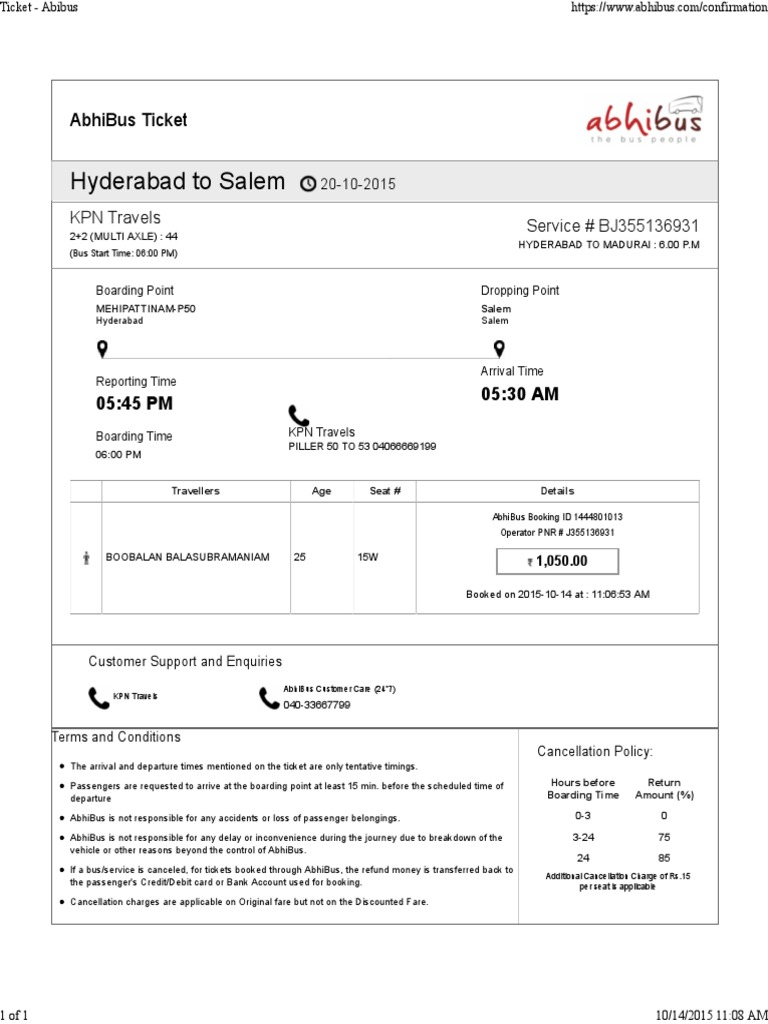 Ticket - Abibus
https://www.abhibus.com/confirmation
AbhiBus Ticket
abhibus
the bus people
Hyderabad to Salem 20-10-2015
KPN Travels
2+2 (MULTI AXLE) : 44
(Bus Start Time: 06:00 PM)
Service # BJ355136931
HYDERABAD TO MADURAI : 6.00 P.M
Boarding Point
MEHIPATTINAM-P50
Hyderabad
Dropping Point
Salem
Salem
Reporting Time
05:45 PM
Arrival Time
05:30 AM
Boarding Time
06:00 PM
KPN Travels
PILLER 50 TO 53 04066669199
Travellers Age Seat # Details
BOOBALAN BALASUBRAMANIAM 25 15W
AbhiBus Booking ID 1444801013
Operator PNR # J355136931
₹ 1,050.00
Booked on 2015-10-14 at : 11:06:53 AM
Customer Support and Enquiries
KPN Travels
AbhiBus Customer Care (24*7)
040-33667799
Terms and Conditions
● The arrival and departure times mentioned on the ticket are only tentative timings.
● Passengers are requested to arrive at the boarding point at least 15 min. before the scheduled time of
departure
● AbhiBus is not responsible for any accidents or loss of passenger belongings.
● AbhiBus is not responsible for any delay or inconvenience during the journey due to breakdown of the
vehicle or other reasons beyond the control of AbhiBus.
● If a bus/service is canceled, for tickets booked through AbhiBus, the refund money is transferred back to
the passenger's Credit/Debit card or Bank Account used for booking.
● Cancellation charges are applicable on Original fare but not on the Discounted Fare.
Cancellation Policy:
Hours before Return
Boarding Time Amount (%)
0-3 0
3-24 75
24 85
Additional Cancellation Charge of Rs.15
per seat is applicable
1 of 1
10/14/2015 11:08 AM